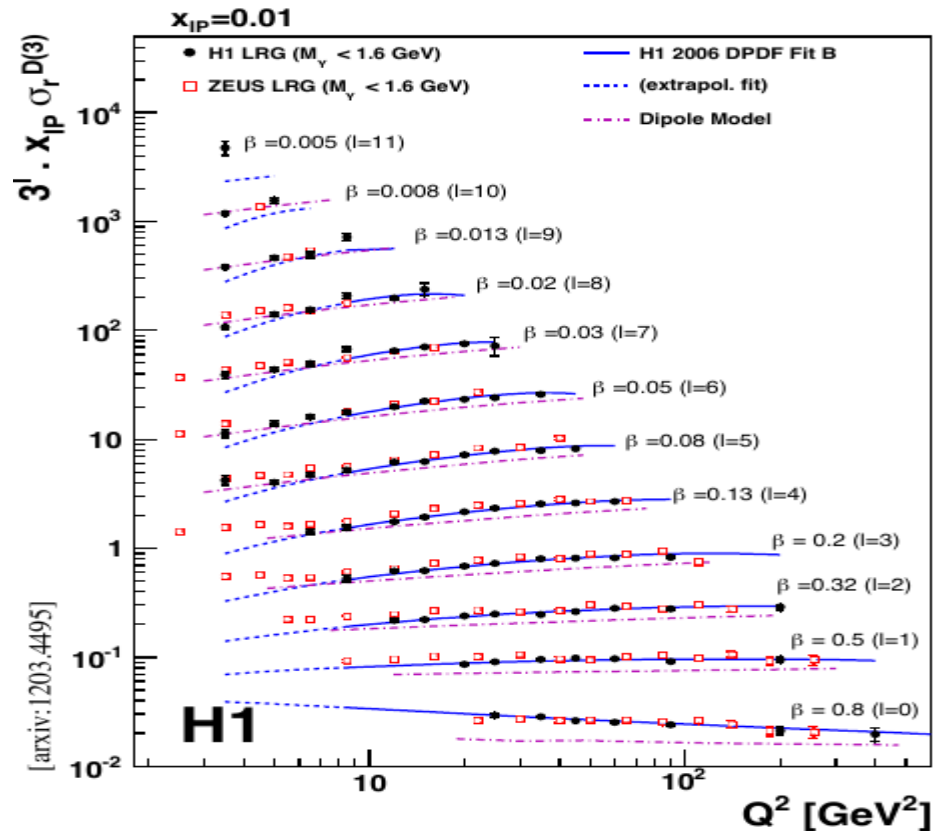 x_IP=0.01
H1 LRG (M_Y < 1.6 GeV)
ZEUS LRG (M_Y < 1.6 GeV)
H1 2006 DPDF Fit B
(extrapol. fit)
Dipole Model
3^l . x_IP σ_r^D(3)
10^4
10^3
10^2
10
1
10^-1
10^-2
β =0.005 (l=11)
β =0.008 (l=10)
β =0.013 (l=9)
β =0.02 (l=8)
β =0.03 (l=7)
β =0.05 (l=6)
β =0.08 (l=5)
β =0.13 (l=4)
β = 0.2 (l=3)
β = 0.32 (l=2)
β = 0.5 (l=1)
β = 0.8 (l=0)
H1
[arxiv:1203.4495]
10
10^2
Q^2 [GeV^2]